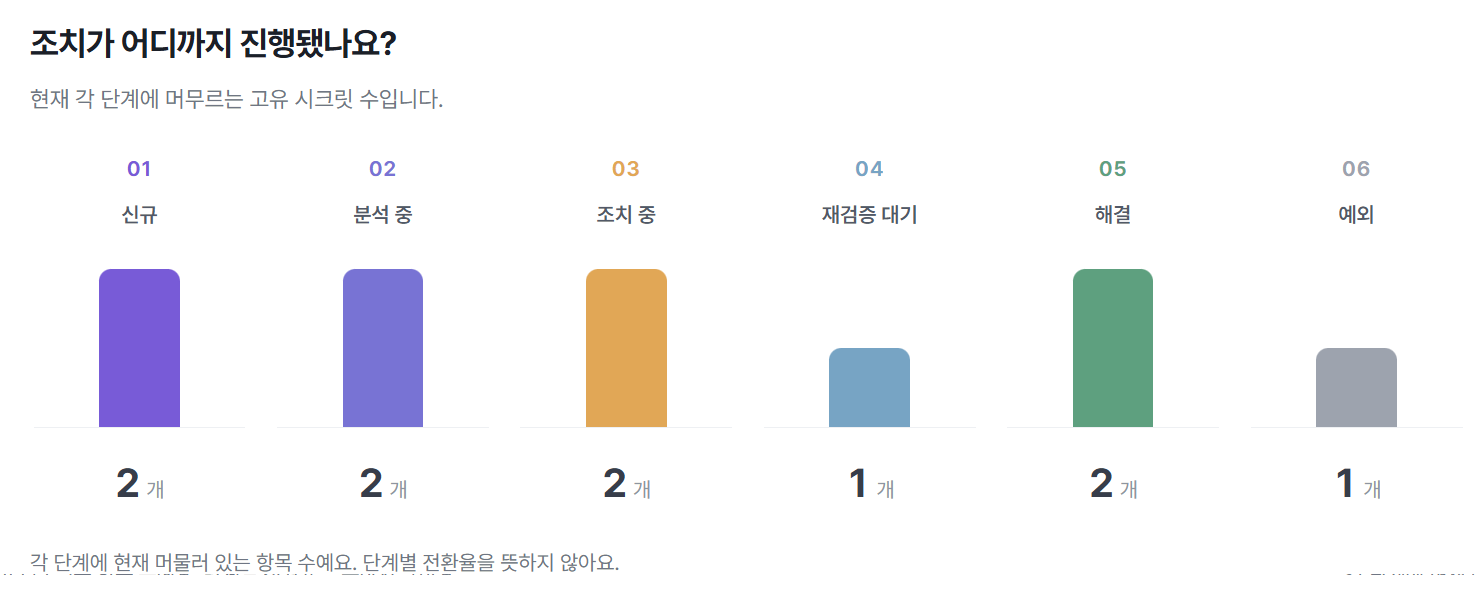 조치가 어디까지 진행됐나요?
현재 각 단계에 머무르는 고유 시크릿 수입니다.
01 02 03 04 05 06
신규 분석 중 조치 중 재검증 대기 해결 예외
2 개 2 개 2 개 1 개 2 개 1 개
각 단계에 현재 머물러 있는 항목 수예요. 단계별 전환율을 뜻하지 않아요.